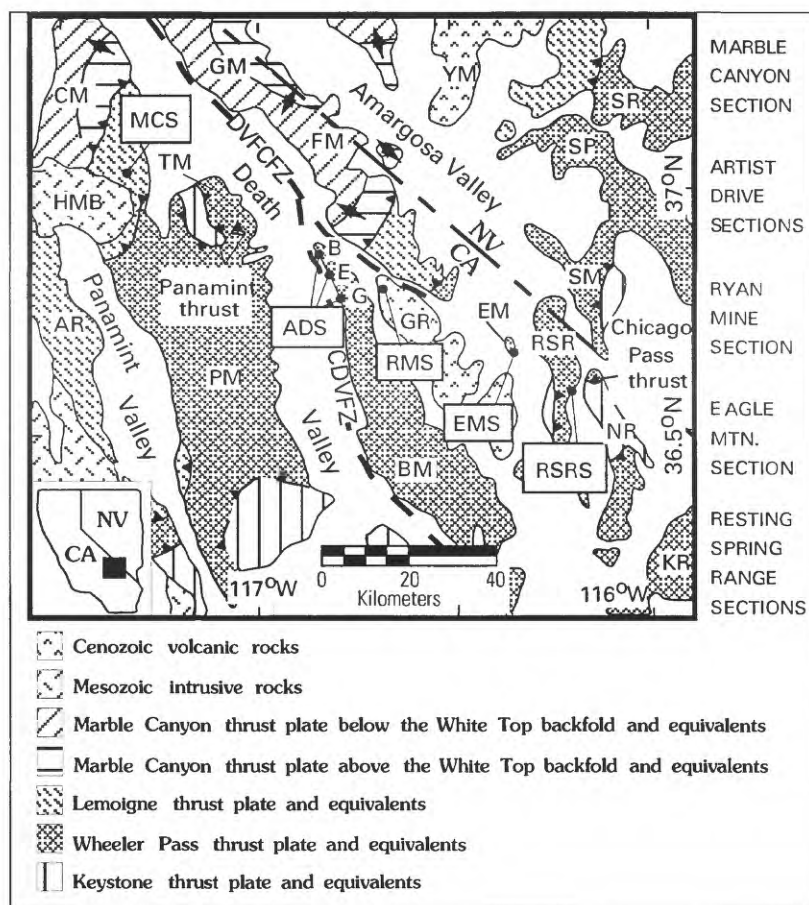 GM
YM
CM
MCS
SR
FM
SP
TM
DVFCFZ
Death
Amargosa Valley
HMB
37°N
NV
CA
B
E
G
Panamint
thrust
SM
Panamint
Valley
AR
ADS
GR
EM
RSR
Chicago
Pass
thrust
PM
RMS
CDVFZ
EMS
NR
36.5°N
Valley
BM
RSRS
NV
CA
KR
117°W
116°W
0 20 40
Kilometers
MARBLE
CANYON
SECTION
ARTIST
DRIVE
SECTIONS
RYAN
MINE
SECTION
EAGLE
MTN.
SECTION
RESTING
SPRING
RANGE
SECTIONS
Cenozoic volcanic rocks
Mesozoic intrusive rocks
Marble Canyon thrust plate below the White Top backfold and equivalents
Marble Canyon thrust plate above the White Top backfold and equivalents
Lemoigne thrust plate and equivalents
Wheeler Pass thrust plate and equivalents
Keystone thrust plate and equivalents